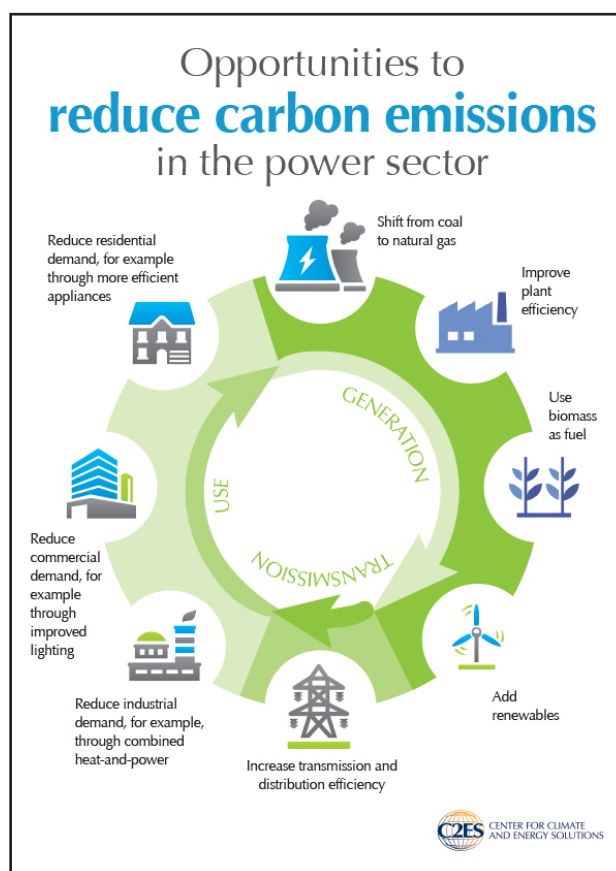 Opportunities to
reduce carbon emissions
in the power sector
Shift from coal
to natural gas
Improve
plant
efficiency
Use
biomass
as fuel
Add
renewables
Increase transmission and
distribution efficiency
Reduce industrial
demand, for example,
through combined
heat-and-power
Reduce
commercial
demand, for
example
through
improved
lighting
Reduce residential
demand, for example
through more efficient
appliances
GENERATION
TRANSMISSION
USE
C2ES
CENTER FOR CLIMATE
AND ENERGY SOLUTIONS